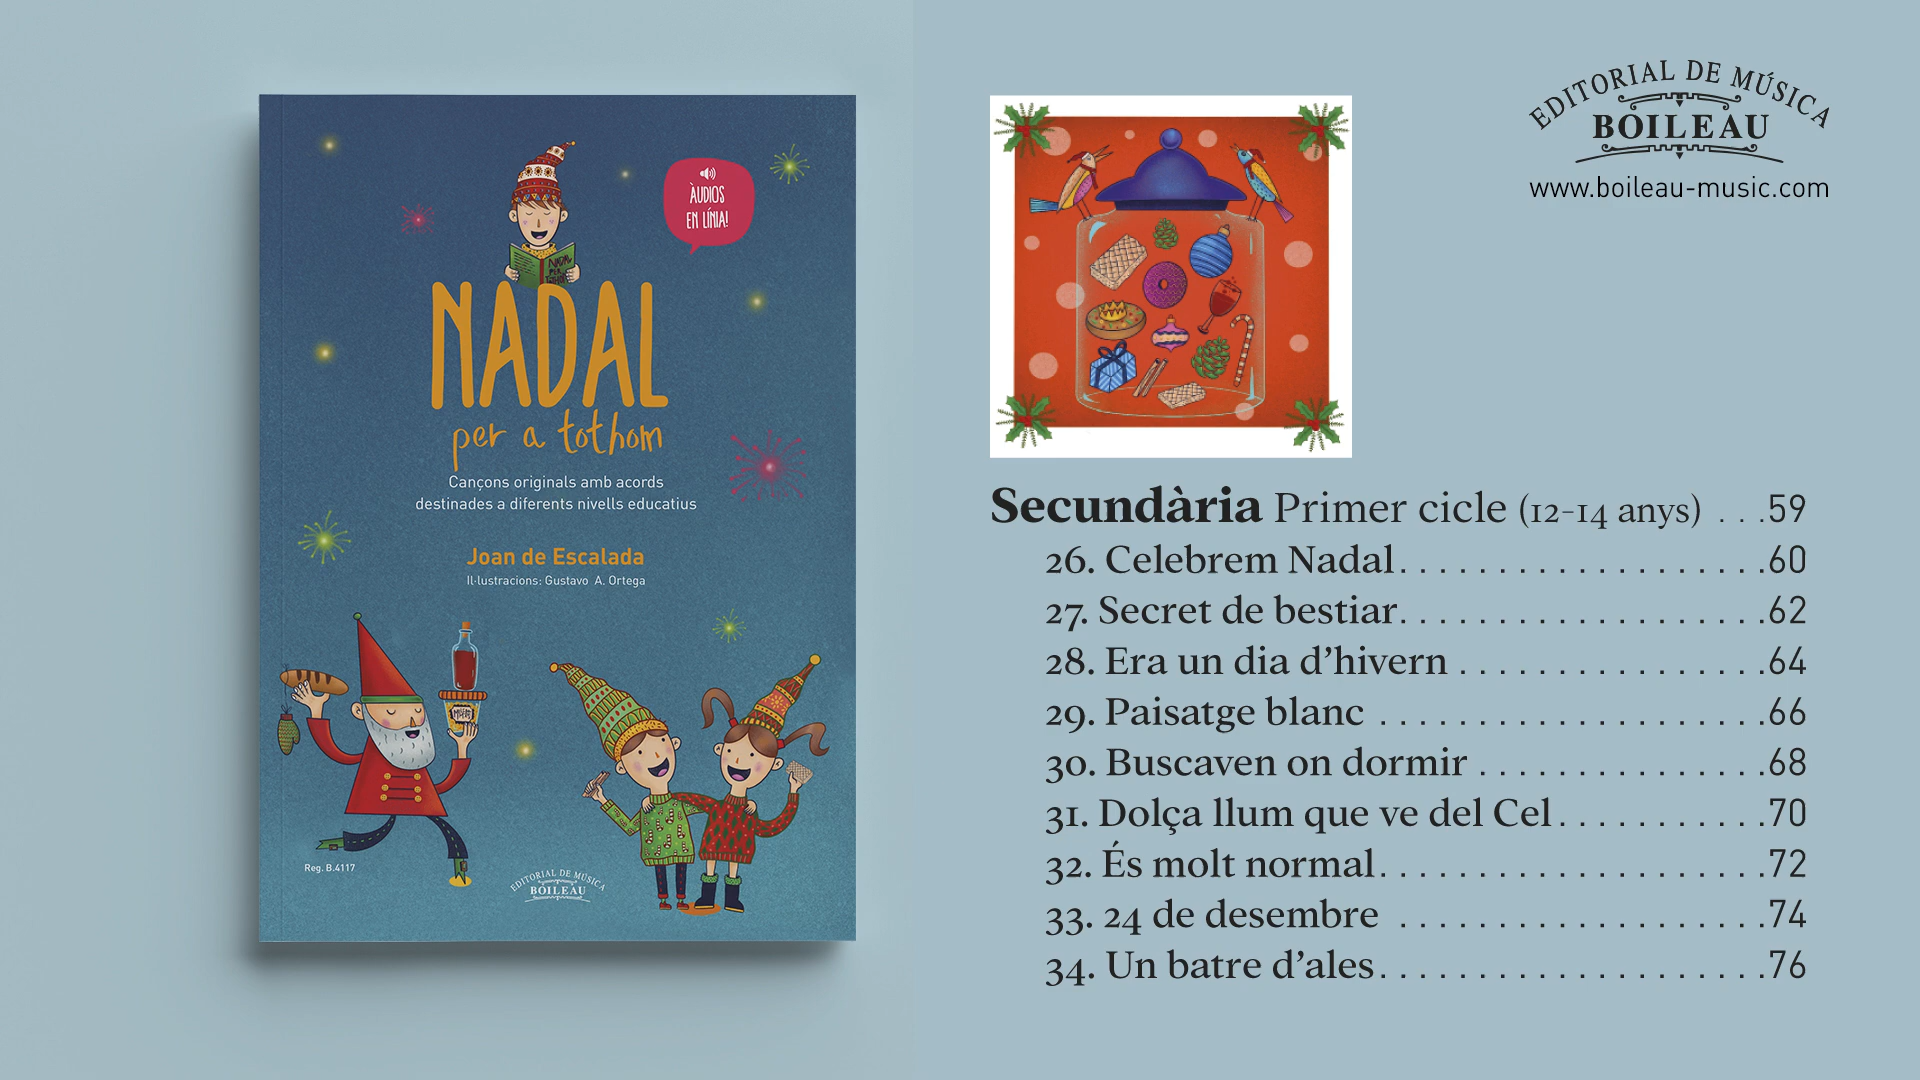 ÀUDIOS
EN LÍNIA!
NADAL
PER
TOTHOM
NADAL
per a tothom
Cançons originals amb acords
destinades a diferents nivells educatius
Joan de Escalada
Il·lustracions: Gustavo A. Ortega
Reg. B.4117
EDITORIAL DE MÚSICA
BOILEAU
EDITORIAL DE MÚSICA
BOILEAU
www.boileau-music.com
Secundària Primer cicle (12-14 anys) . . .59
26. Celebrem Nadal. . . . . . . . . . . . . . . . . . .60
27. Secret de bestiar. . . . . . . . . . . . . . . . . . .62
28. Era un dia d’hivern . . . . . . . . . . . . . . . .64
29. Paisatge blanc . . . . . . . . . . . . . . . . . . . .66
30. Buscaven on dormir . . . . . . . . . . . . . . .68
31. Dolça llum que ve del Cel. . . . . . . . . . .70
32. És molt normal. . . . . . . . . . . . . . . . . . . .72
33. 24 de desembre . . . . . . . . . . . . . . . . . . .74
34. Un batre d’ales. . . . . . . . . . . . . . . . . . . .76